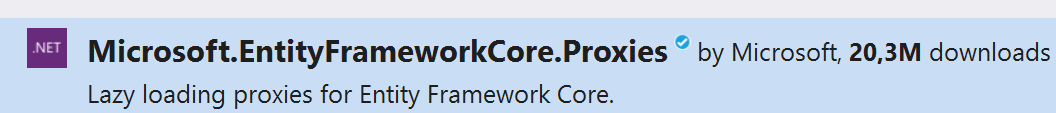 .NET Microsoft.EntityFrameworkCore.Proxies by Microsoft, 20,3M downloads
Lazy loading proxies for Entity Framework Core.